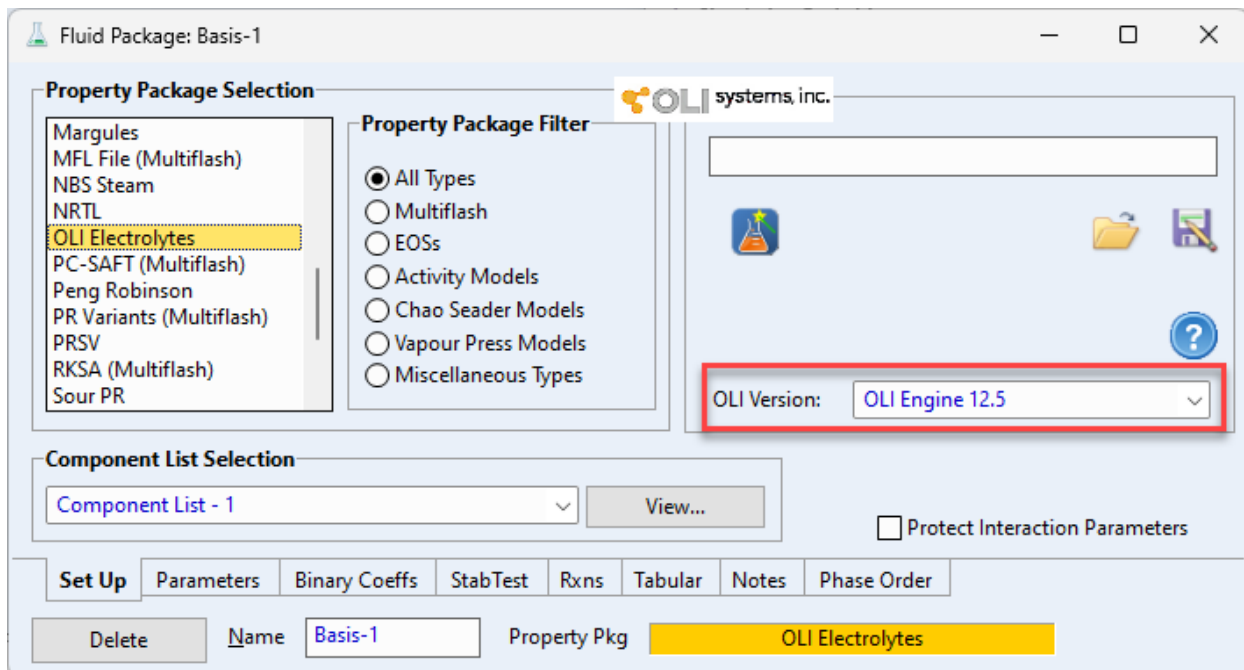 Fluid Package: Basis-1
Property Package Selection
Margules
MFL File (Multiflash)
NBS Steam
NRTL
OLI Electrolytes
PC-SAFT (Multiflash)
Peng Robinson
PR Variants (Multiflash)
PRSV
RKSA (Multiflash)
Sour PR
Property Package Filter
All Types
Multiflash
EOSs
Activity Models
Chao Seader Models
Vapour Press Models
Miscellaneous Types
OLI systems, inc.
?
OLI Version: OLI Engine 12.5
Component List Selection
Component List - 1 View...
Protect Interaction Parameters
Set Up Parameters Binary Coeffs StabTest Rxns Tabular Notes Phase Order
Delete Name Basis-1 Property Pkg OLI Electrolytes